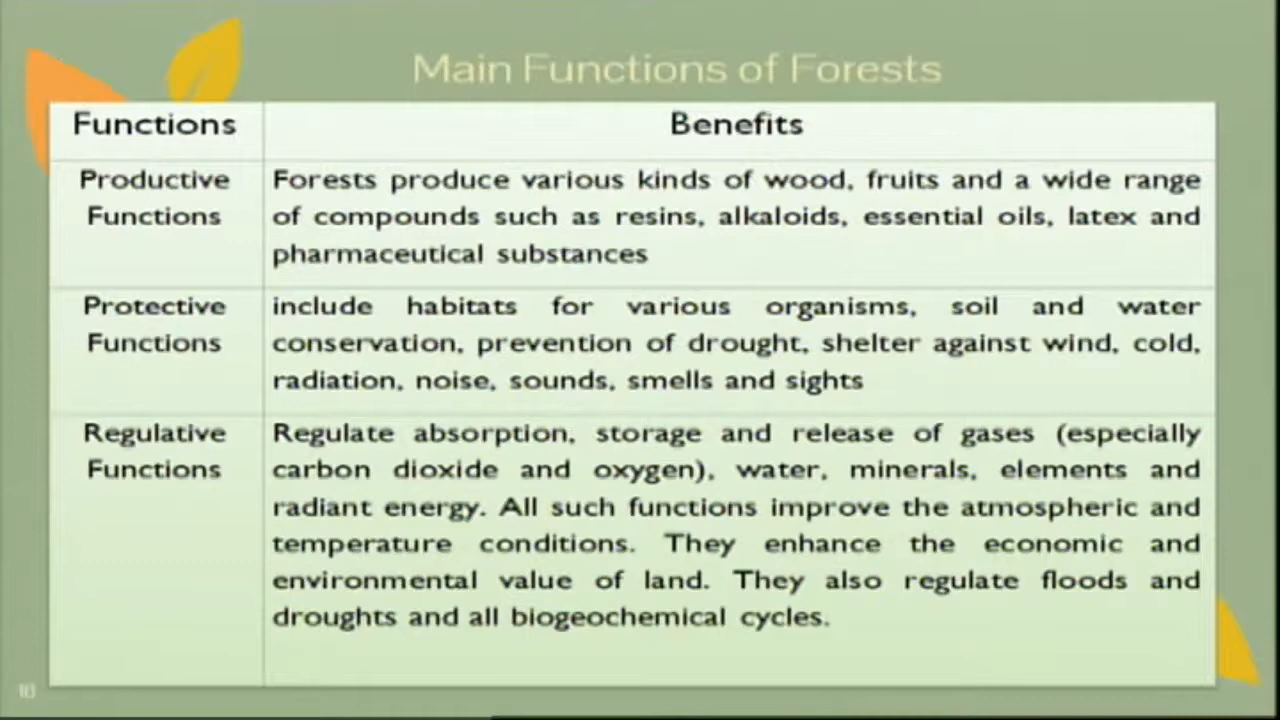 Main Functions of Forests
Functions
Benefits
Productive
Functions
Forests produce various kinds of wood, fruits and a wide range
of compounds such as resins, alkaloids, essential oils, latex and
pharmaceutical substances
Protective
Functions
include habitats for various organisms, soil and water
conservation, prevention of drought, shelter against wind, cold,
radiation, noise, sounds, smells and sights
Regulative
Functions
Regulate absorption, storage and release of gases (especially
carbon dioxide and oxygen), water, minerals, elements and
radiant energy. All such functions improve the atmospheric and
temperature conditions. They enhance the economic and
environmental value of land. They also regulate floods and
droughts and all biogeochemical cycles.